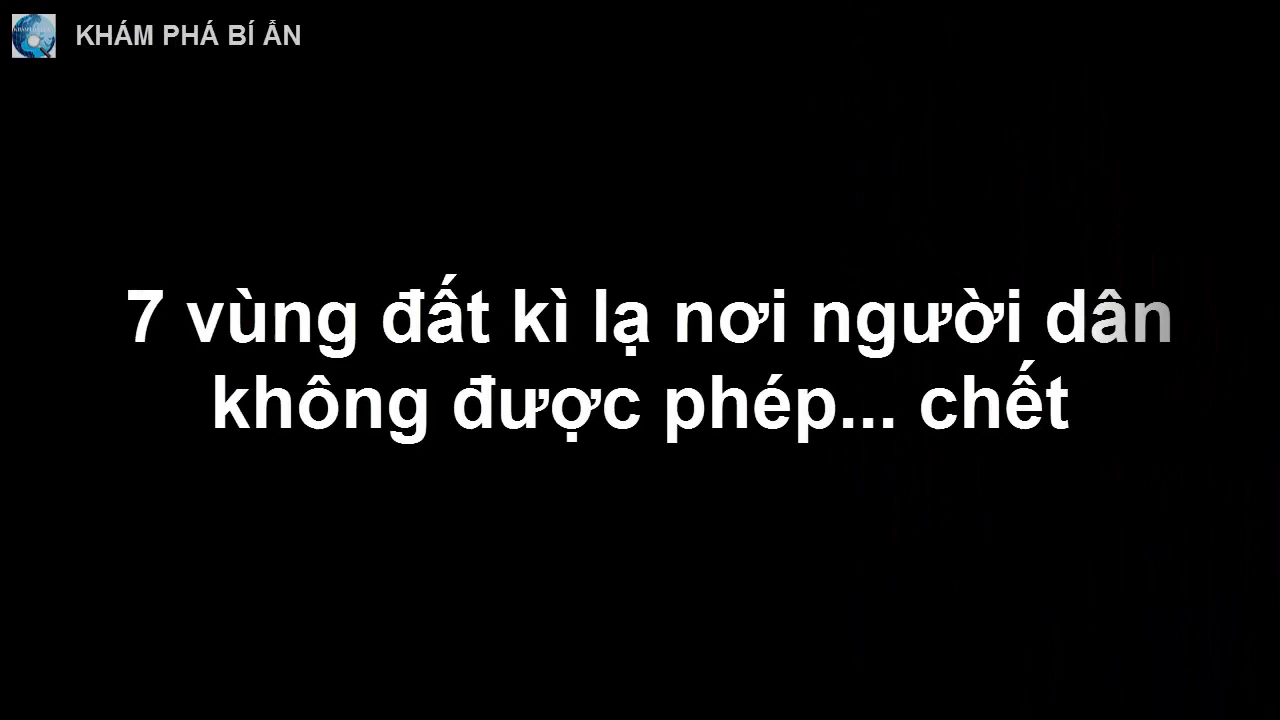 KHÁM PHÁ BÍ ẨN
7 vùng đất kì lạ nơi người dân
không được phép... chết